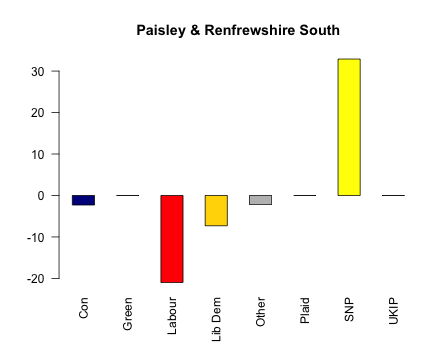 Paisley & Renfrewshire South
30
20
10
0
-10
-20
Con
Green
Labour
Lib Dem
Other
Plaid
SNP
UKIP